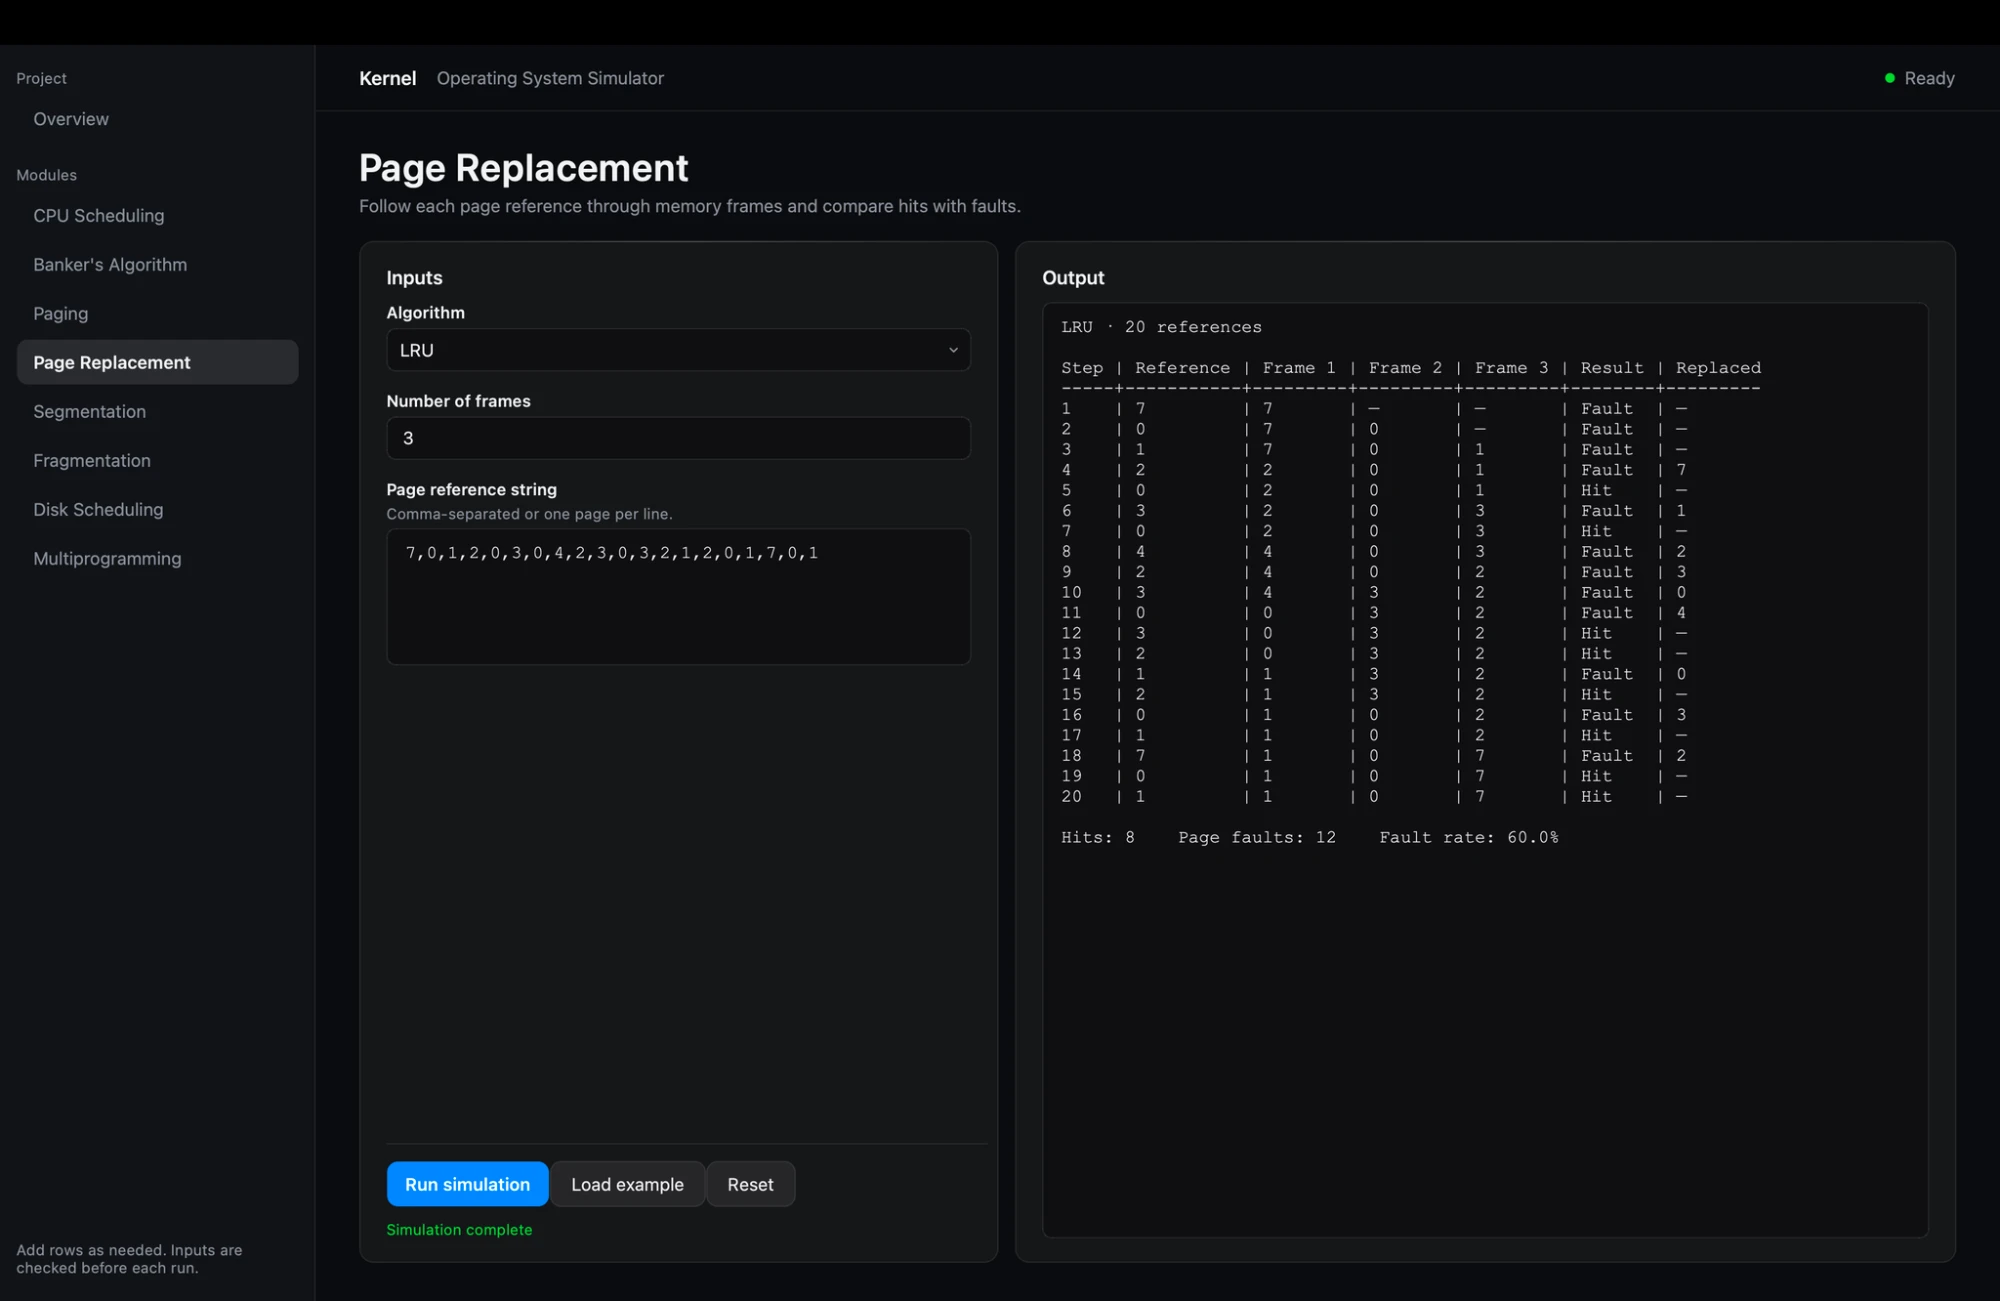 Project
Overview
Modules
CPU Scheduling
Banker's Algorithm
Paging
Page Replacement
Segmentation
Fragmentation
Disk Scheduling
Multiprogramming
Add rows as needed. Inputs are
checked before each run.
Kernel Operating System Simulator
Ready
Page Replacement
Follow each page reference through memory frames and compare hits with faults.
Inputs
Algorithm
LRU
Number of frames
3
Page reference string
Comma-separated or one page per line.
7,0,1,2,0,3,0,4,2,3,0,3,2,1,2,0,1,7,0,1
Run simulation Load example Reset
Simulation complete
Output
LRU · 20 references
Step | Reference | Frame 1 | Frame 2 | Frame 3 | Result | Replaced
-----+-----------+---------+---------+---------+--------+---------
1 | 7 | 7 | — | — | Fault | —
2 | 0 | 7 | 0 | — | Fault | —
3 | 1 | 7 | 0 | 1 | Fault | —
4 | 2 | 2 | 0 | 1 | Fault | 7
5 | 0 | 2 | 0 | 1 | Hit | —
6 | 3 | 2 | 0 | 3 | Fault | 1
7 | 0 | 2 | 0 | 3 | Hit | —
8 | 4 | 4 | 0 | 3 | Fault | 2
9 | 2 | 4 | 0 | 2 | Fault | 3
10 | 3 | 4 | 3 | 2 | Fault | 0
11 | 0 | 0 | 3 | 2 | Fault | 4
12 | 3 | 0 | 3 | 2 | Hit | —
13 | 2 | 0 | 3 | 2 | Hit | —
14 | 1 | 1 | 3 | 2 | Fault | 0
15 | 2 | 1 | 3 | 2 | Hit | —
16 | 0 | 1 | 0 | 2 | Fault | 3
17 | 1 | 1 | 0 | 2 | Hit | —
18 | 7 | 1 | 0 | 7 | Fault | 2
19 | 0 | 1 | 0 | 7 | Hit | —
20 | 1 | 1 | 0 | 7 | Hit | —
Hits: 8 Page faults: 12 Fault rate: 60.0%